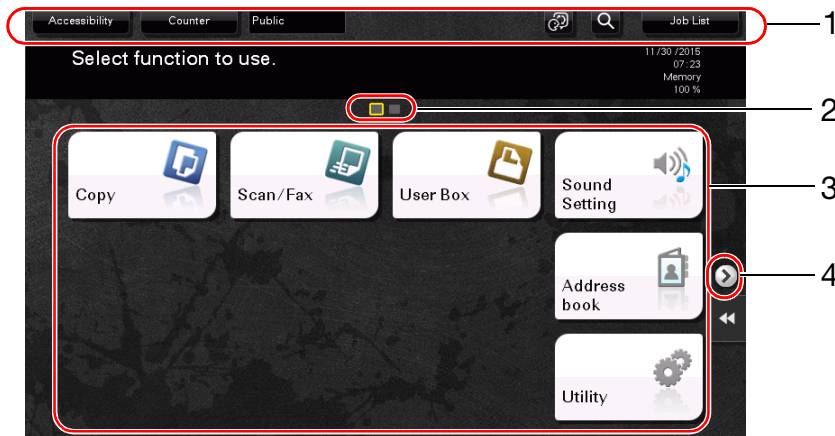 Accessibility
Counter
Public
Job List
1
Select function to use.
11/30 /2015
07:23
Memory
100 %
2
Copy
Scan/Fax
User Box
Sound
Setting
3
Address
book
4
Utility